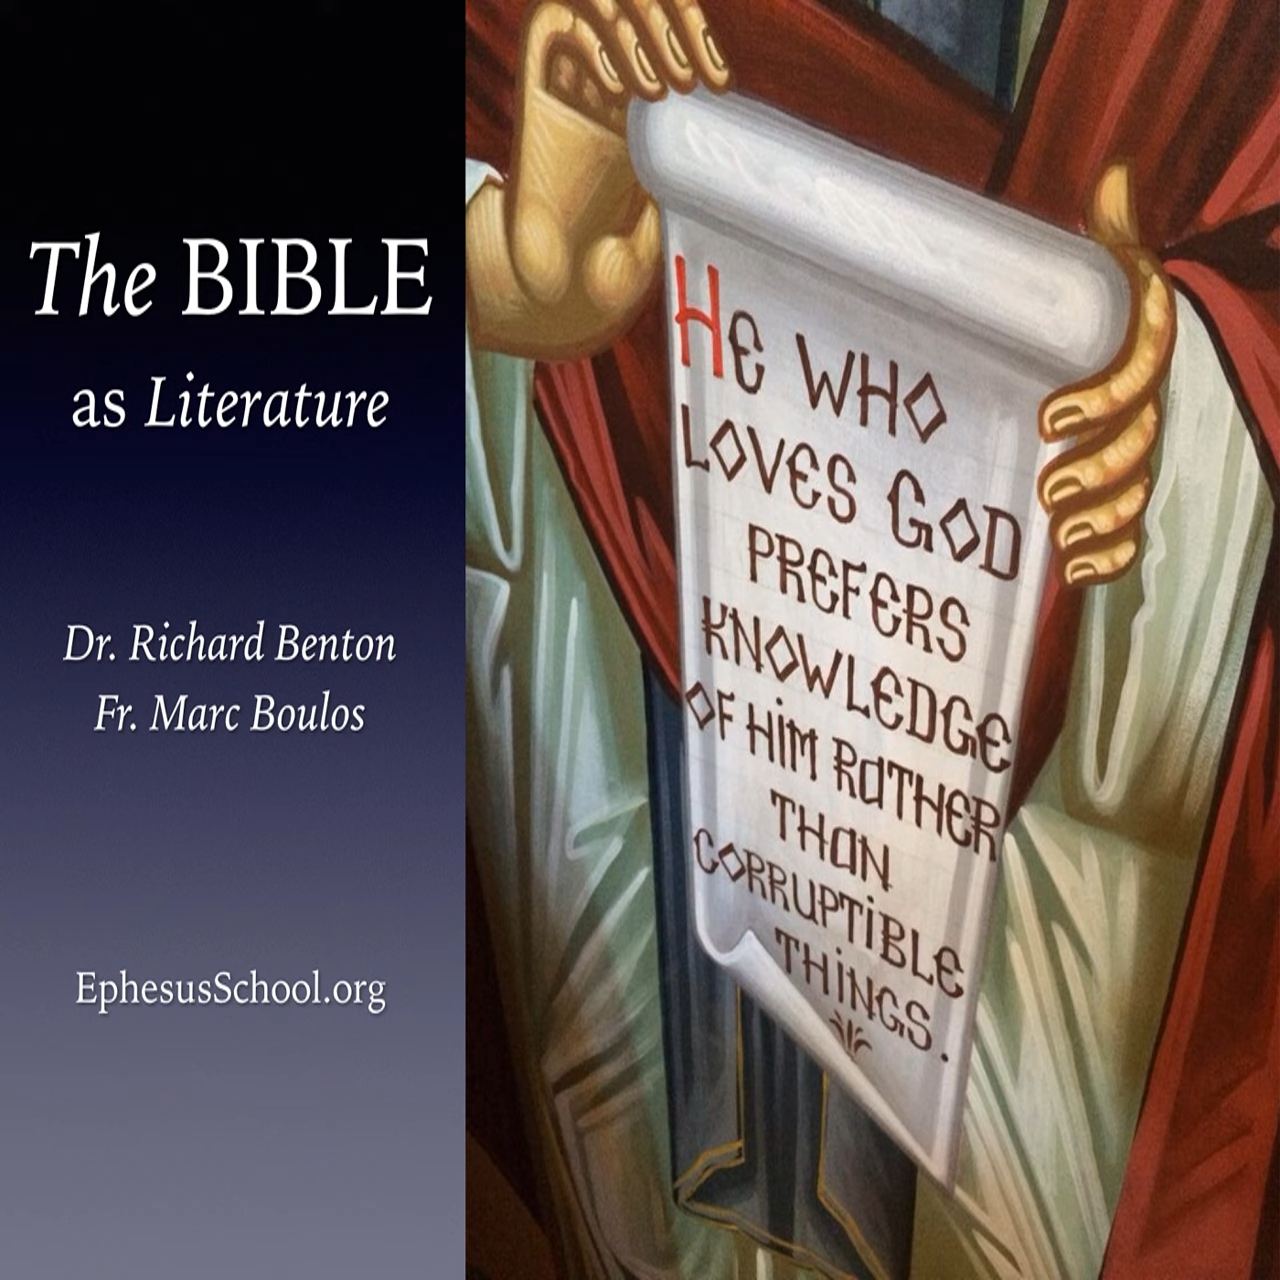 The BIBLE
as Literature
Dr. Richard Benton
Fr. Marc Boulos
EphesusSchool.org
HE WHO
LOVES GOD
PREFERS
KNOWLEDGE
OF HiM RATHER
THAN
CORRUPTiBLE
THiNGS.